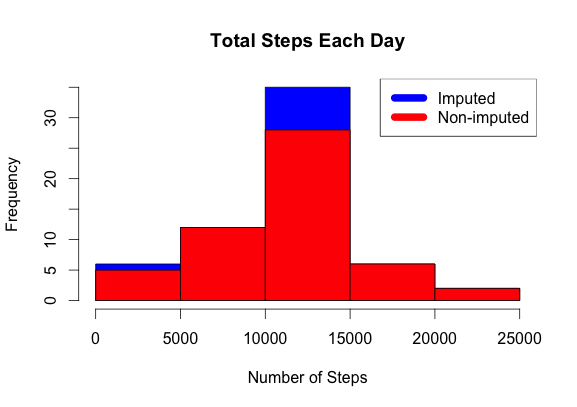 Total Steps Each Day
Imputed
Non-imputed
Frequency
30
20
10
5
0
0 5000 10000 15000 20000 25000
Number of Steps